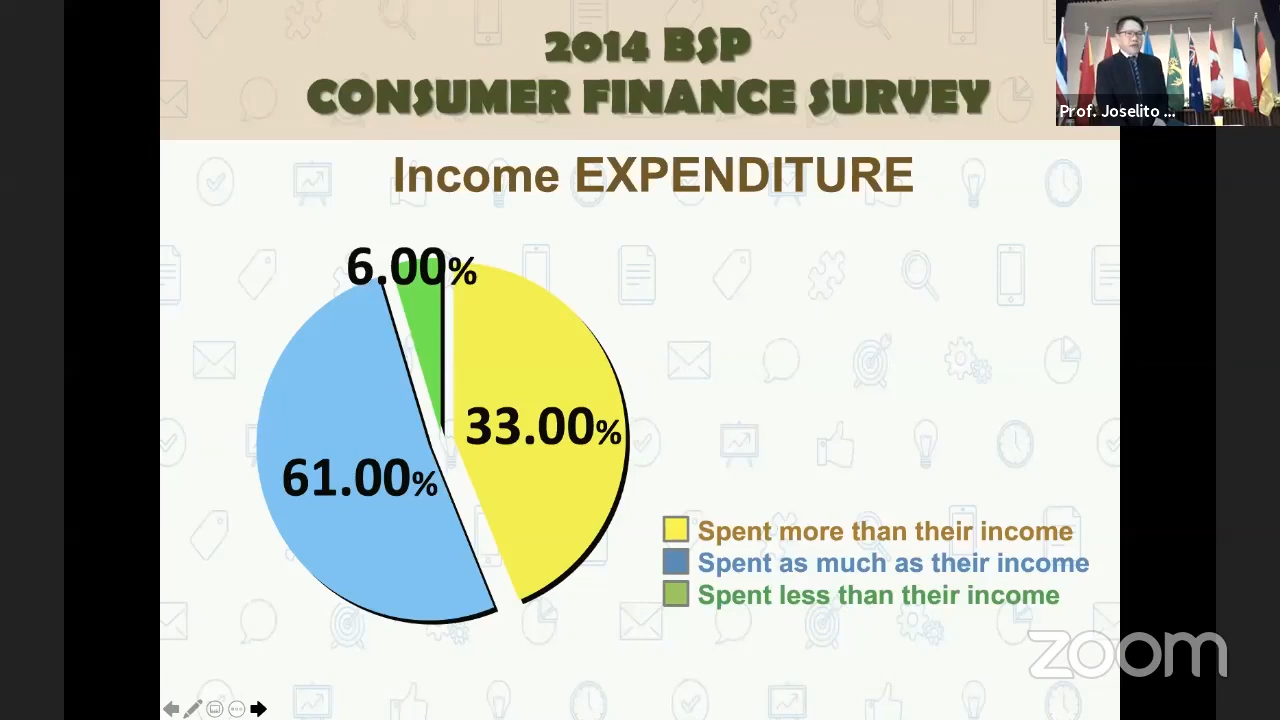 2014 BSP
CONSUMER FINANCE SURVEY
Prof. Joselito ...
Income EXPENDITURE
6.00%
33.00%
61.00%
Spent more than their income
Spent as much as their income
Spent less than their income
zoom